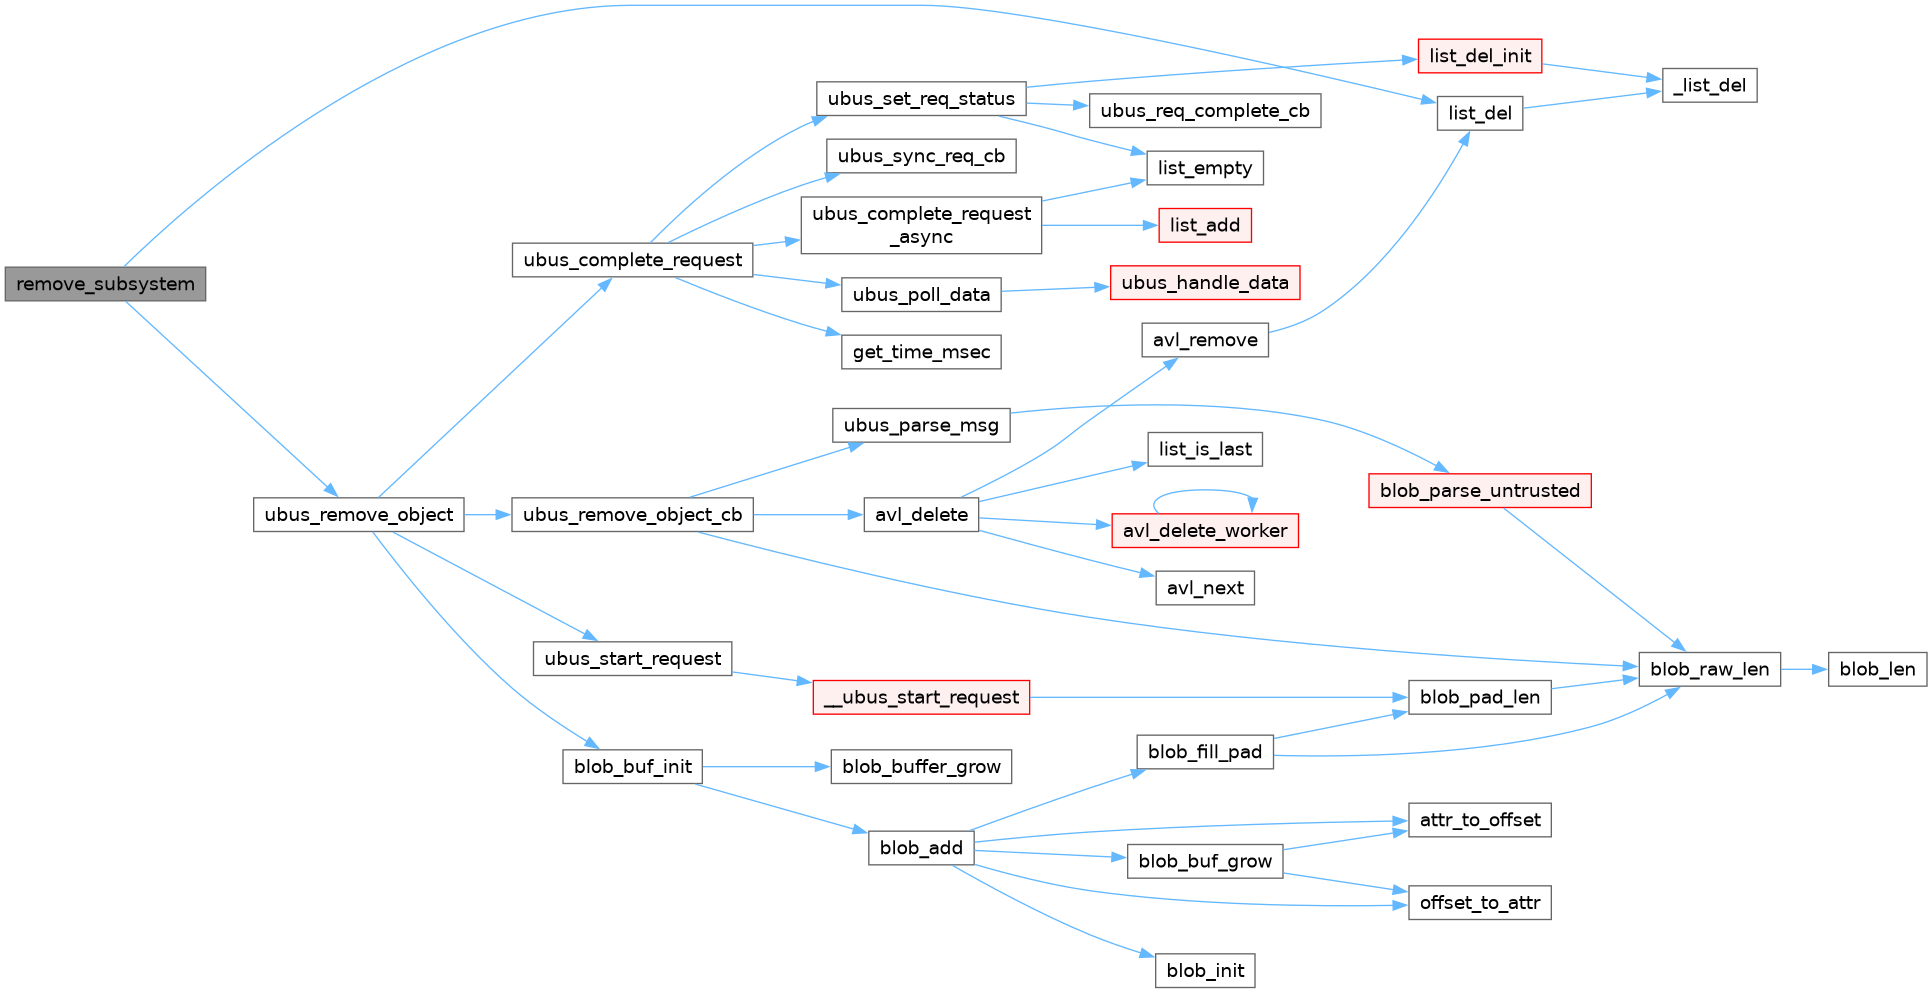 remove_subsystem
ubus_remove_object
ubus_complete_request
ubus_remove_object_cb
ubus_start_request
blob_buf_init
ubus_set_req_status
ubus_sync_req_cb
ubus_complete_request
_async
ubus_poll_data
get_time_msec
ubus_parse_msg
avl_delete
__ubus_start_request
blob_buffer_grow
blob_add
list_del_init
ubus_req_complete_cb
list_empty
list_add
ubus_handle_data
avl_remove
list_is_last
avl_delete_worker
avl_next
blob_fill_pad
blob_buf_grow
blob_init
list_del
blob_parse_untrusted
blob_pad_len
attr_to_offset
offset_to_attr
_list_del
blob_raw_len
blob_len